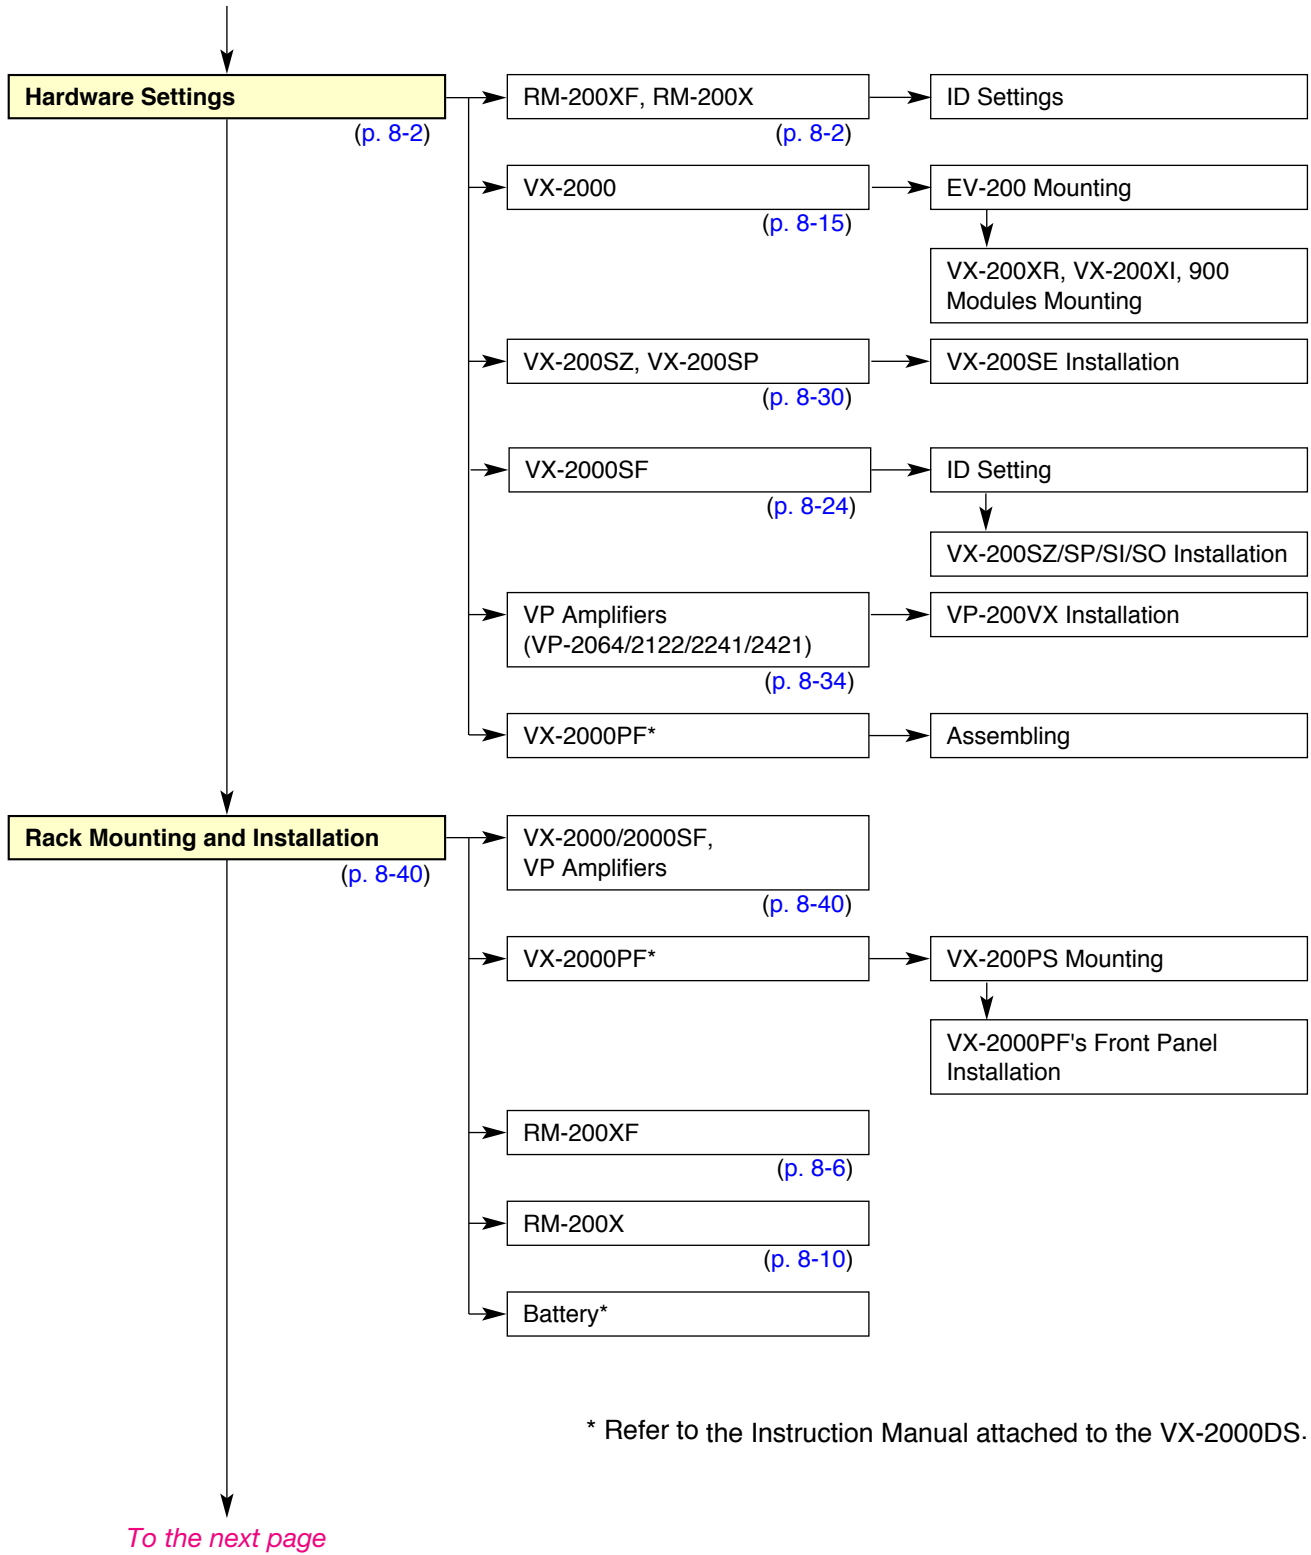 Hardware Settings
(p. 8-2)
RM-200XF, RM-200X
(p. 8-2)
ID Settings
VX-2000
(p. 8-15)
EV-200 Mounting
VX-200XR, VX-200XI, 900
Modules Mounting
VX-200SZ, VX-200SP
(p. 8-30)
VX-200SE Installation
VX-2000SF
(p. 8-24)
ID Setting
VX-200SZ/SP/SI/SO Installation
VP Amplifiers
(VP-2064/2122/2241/2421)
(p. 8-34)
VP-200VX Installation
VX-2000PF*
Assembling
Rack Mounting and Installation
(p. 8-40)
VX-2000/2000SF,
VP Amplifiers
(p. 8-40)
VX-2000PF*
VX-200PS Mounting
VX-2000PF's Front Panel
Installation
RM-200XF
(p. 8-6)
RM-200X
(p. 8-10)
Battery*
* Refer to the Instruction Manual attached to the VX-2000DS.
To the next page